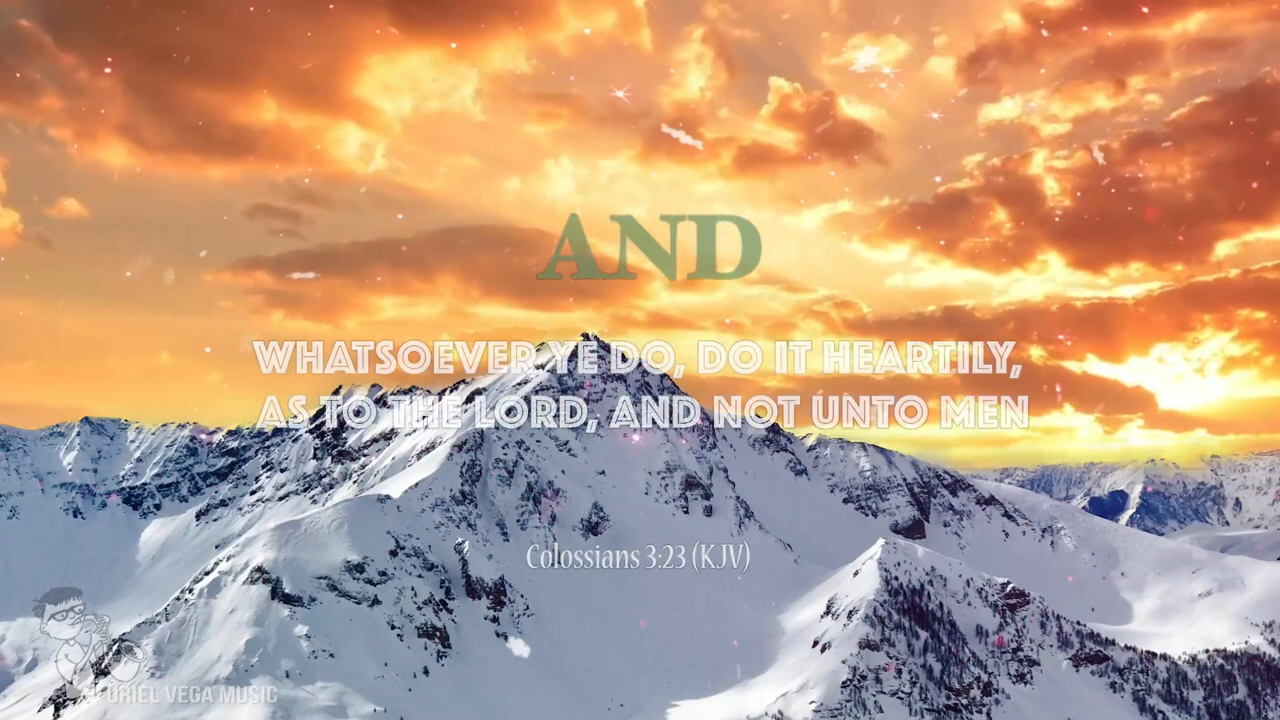 AND
WHATSOEVER YE DO, DO IT HEARTILY,
AS TO THE LORD, AND NOT UNTO MEN
Colossians 3:23 (KJV)
URIEL VEGA MUSIC